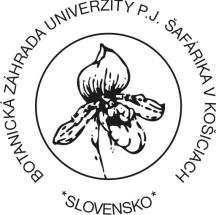 BOTANICKÁ ZÁHRADA UNIVERZITY P.J. ŠAFÁRIKA V KOŠICIACH
*SLOVENSKO*